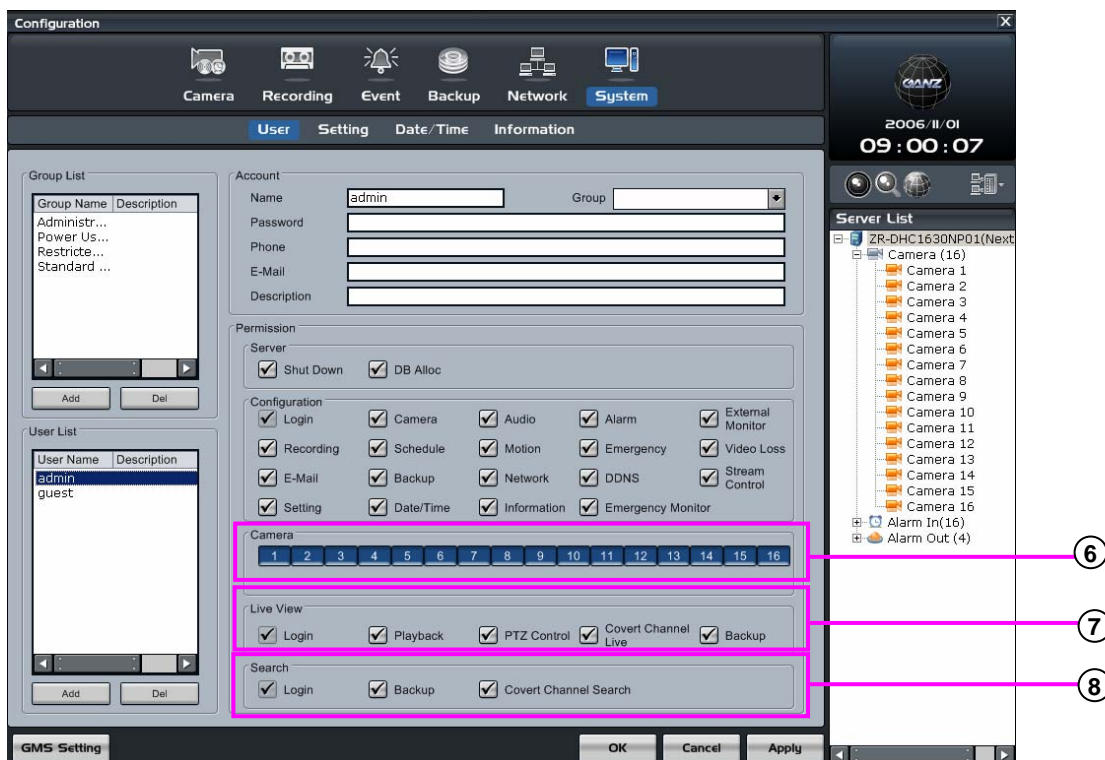 Configuration X
Camera Recording Event Backup Network System
User Setting Date/Time Information
GANZ
2006/11/01
09:00:07
Group List
Group Name Description
Administr...
Power Us...
Restricte...
Standard ...
Add Del
User List
User Name Description
admin
guest
Add Del
Account
Name admin Group
Password
Phone
E-Mail
Description
Permission
Server
Shut Down DB Alloc
Configuration
Login Camera Audio Alarm External Monitor
Recording Schedule Motion Emergency Video Loss
E-Mail Backup Network DDNS Stream Control
Setting Date/Time Information Emergency Monitor
Camera
1 2 3 4 5 6 7 8 9 10 11 12 13 14 15 16
Live View
Login Playback PTZ Control Covert Channel Live Backup
Search
Login Backup Covert Channel Search
GMS Setting OK Cancel Apply
Server List
ZR-DHC1630NP01(Next
Camera (16)
Camera 1
Camera 2
Camera 3
Camera 4
Camera 5
Camera 6
Camera 7
Camera 8
Camera 9
Camera 10
Camera 11
Camera 12
Camera 13
Camera 14
Camera 15
Camera 16
Alarm In(16)
Alarm Out (4)
6
7
8